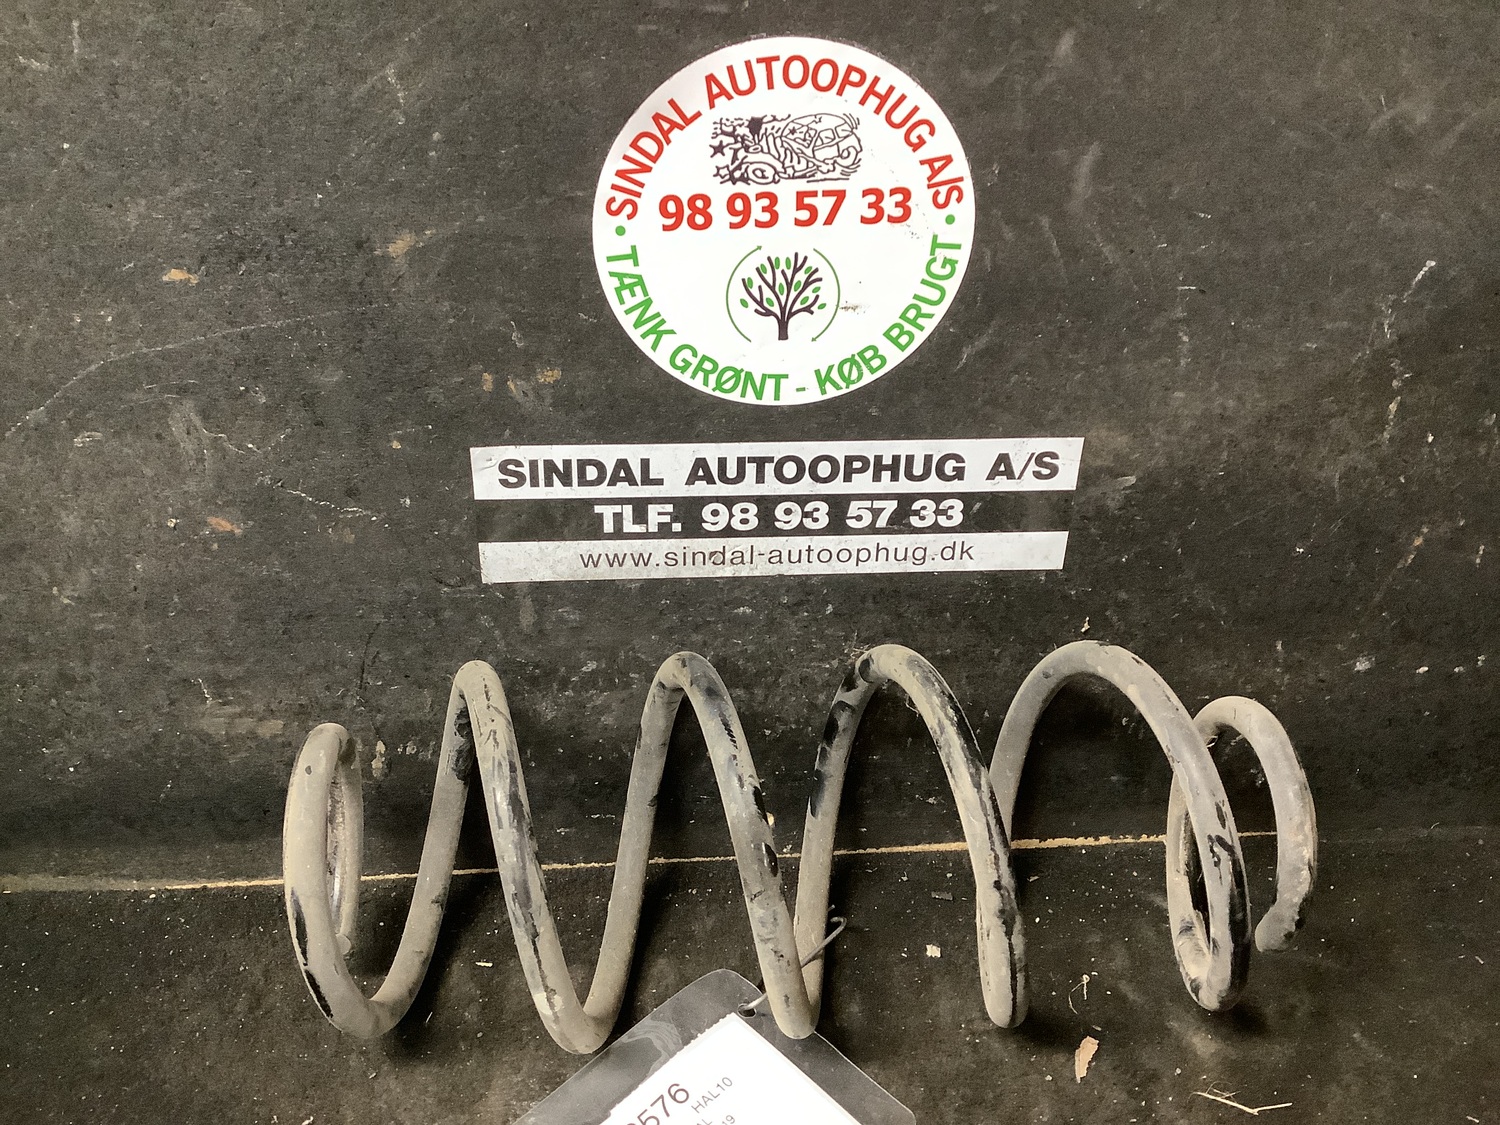 • SINDAL AUTOOPHUG A/S •
98 93 57 33
TÆNK GRØNT - KØB BRUGT
SINDAL AUTOOPHUG A/S
TLF. 98 93 57 33
www.sindal-autoophug.dk
576
HAL10